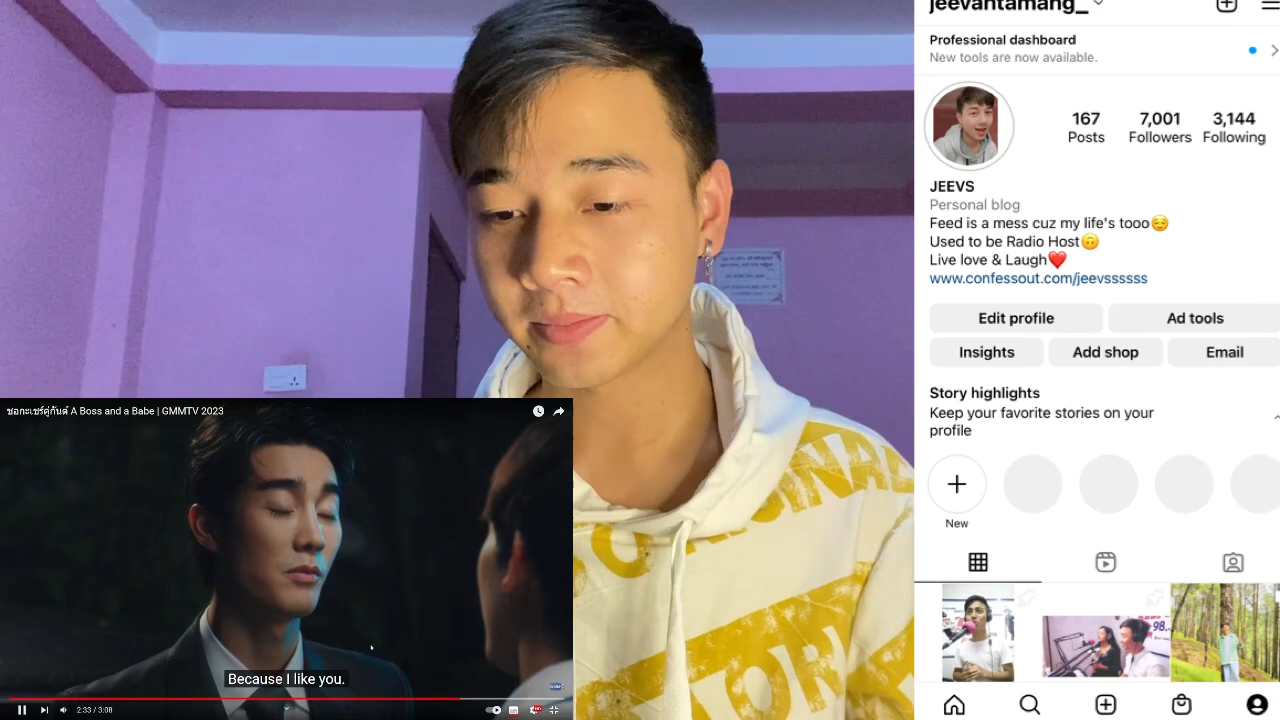 jeevantamang_
Professional dashboard
New tools are now available.
167
Posts
7,001
Followers
3,144
Following
JEEVS
Personal blog
Feed is a mess cuz my life's tooo😌
Used to be Radio Host🙃
Live love & Laugh❤️
www.confessout.com/jeevssssss
Edit profile
Ad tools
Insights
Add shop
Email
Story highlights
Keep your favorite stories on your
profile
New
98.
ขอกะเชร์คู่กันต์ A Boss and a Babe | GMMTV 2023
Because I like you.
2:33 / 3:08